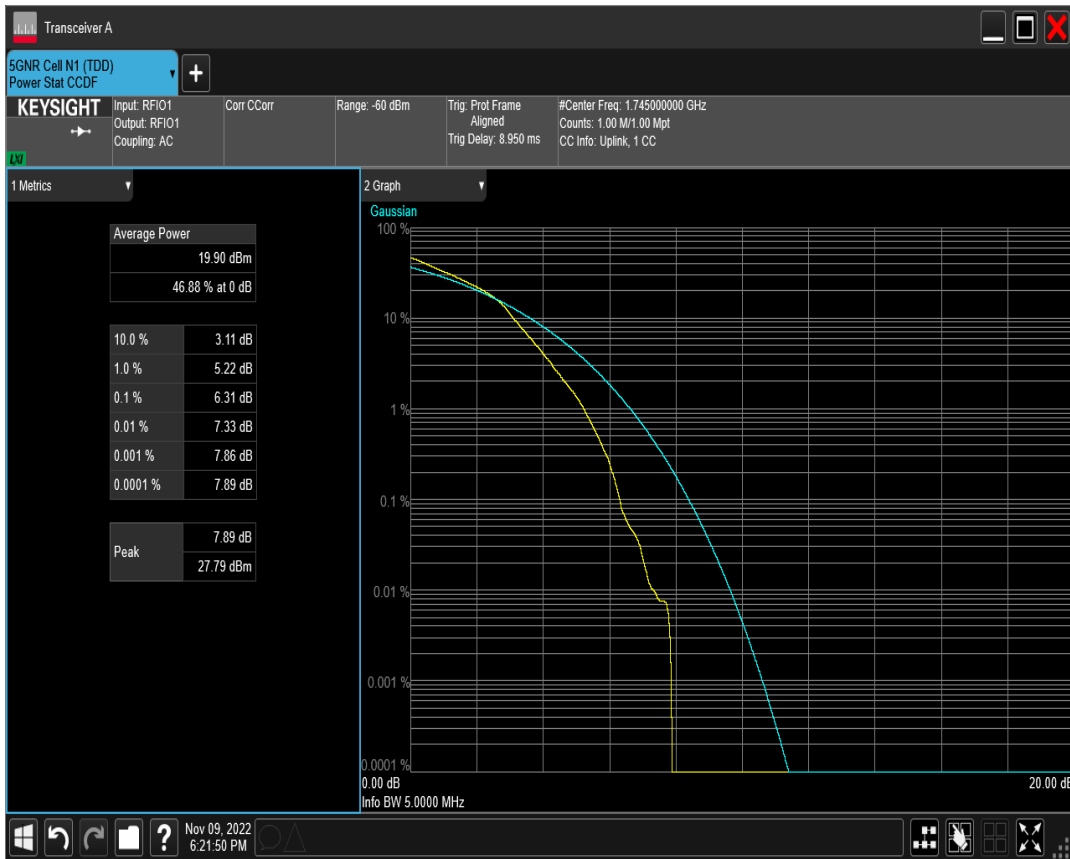 Transceiver A
5GNR Cell N1 (TDD)
Power Stat CCDF
+
KEYSIGHT
LXI
Input: RFIO1
Output: RFIO1
Coupling: AC
Corr CCorr
Range: -60 dBm
Trig: Prot Frame
Aligned
Trig Delay: 8.950 ms
#Center Freq: 1.745000000 GHz
Counts: 1.00 M/1.00 Mpt
CC Info: Uplink, 1 CC
1 Metrics
Average Power
19.90 dBm
46.88 % at 0 dB
10.0 % 3.11 dB
1.0 % 5.22 dB
0.1 % 6.31 dB
0.01 % 7.33 dB
0.001 % 7.86 dB
0.0001 % 7.89 dB
Peak
7.89 dB
27.79 dBm
2 Graph
Gaussian
100 %
10 %
1 %
0.1 %
0.01 %
0.001 %
0.0001 %
0.00 dB 20.00 dB
Info BW 5.0000 MHz
?
Nov 09, 2022
6:21:50 PM